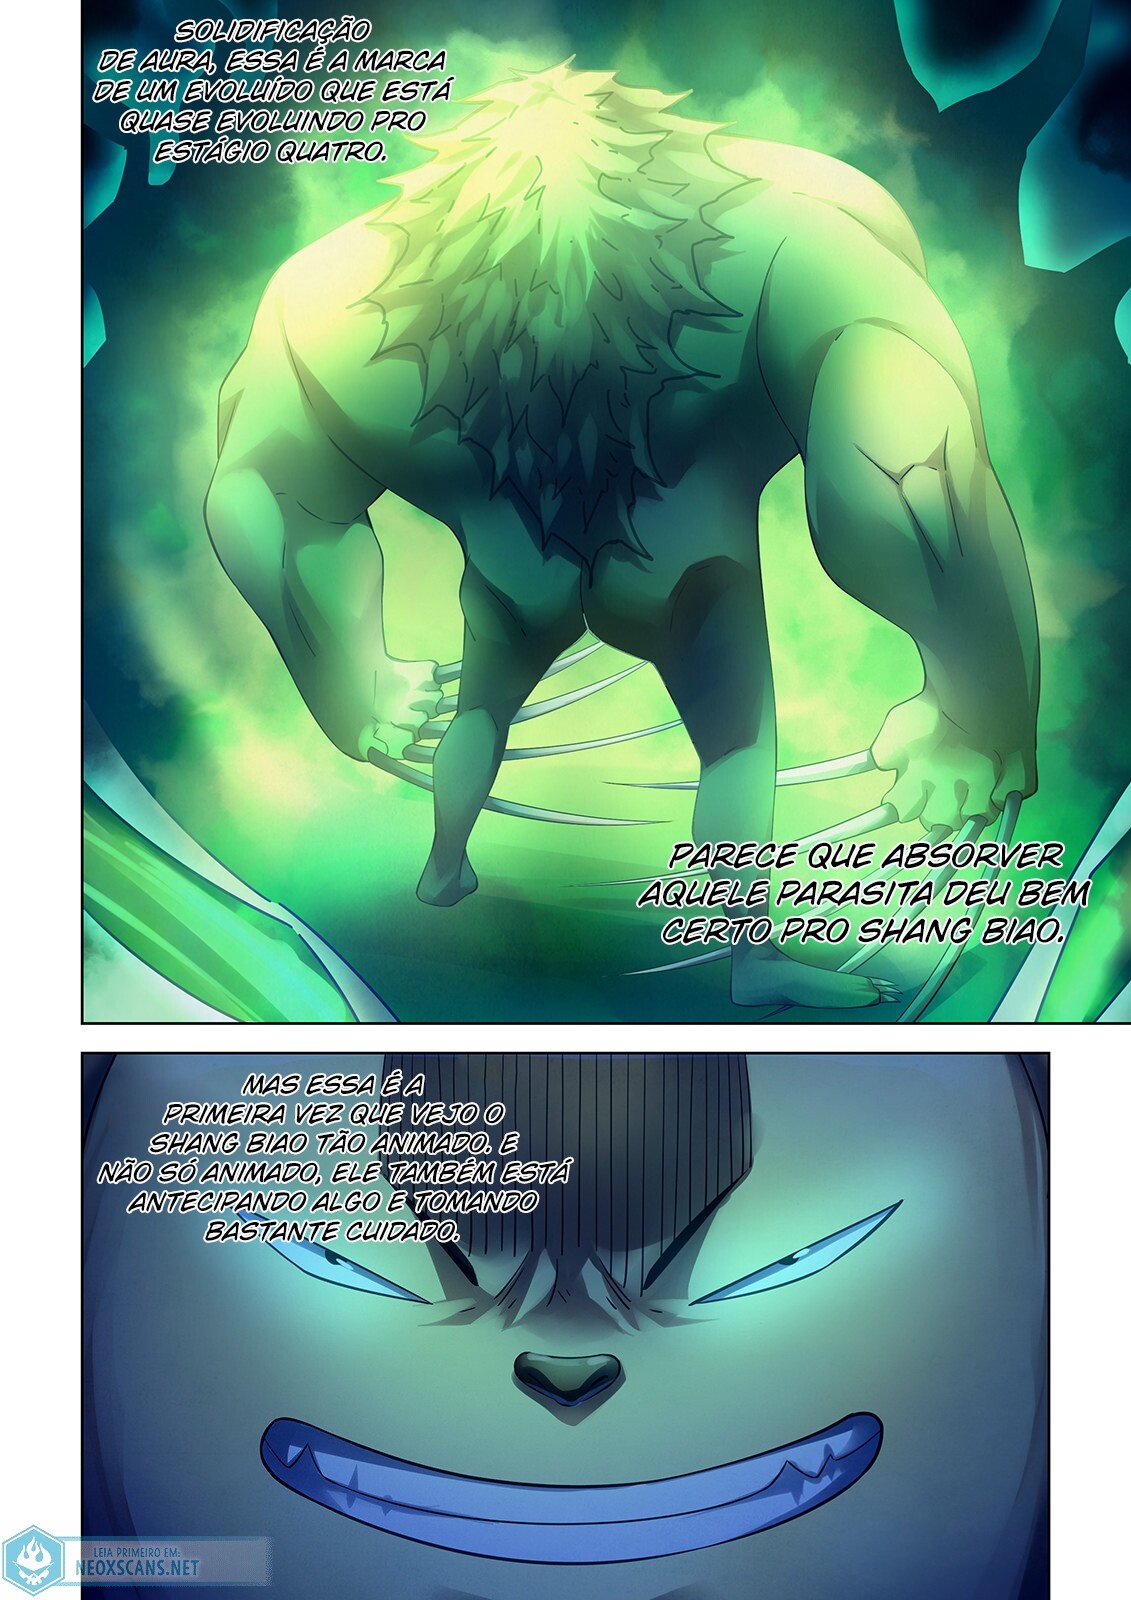 SOLIDIFICAÇÃO
DE AURA, ESSA É A MARCA
DE UM EVOLUÍDO QUE ESTÁ
QUASE EVOLUINDO PRO
ESTÁGIO QUATRO.
PARECE QUE ABSORVER
AQUELE PARASITA DEU BEM
CERTO PRO SHANG BIAO.
MAS ESSA É A
PRIMEIRA VEZ QUE VEJO O
SHANG BIAO TÃO ANIMADO. E
NÃO SÓ ANIMADO, ELE TAMBÉM ESTÁ
ANTECIPANDO ALGO E TOMANDO
BASTANTE CUIDADO.
LEIA PRIMEIRO EM:
NEOXSCANS.NET